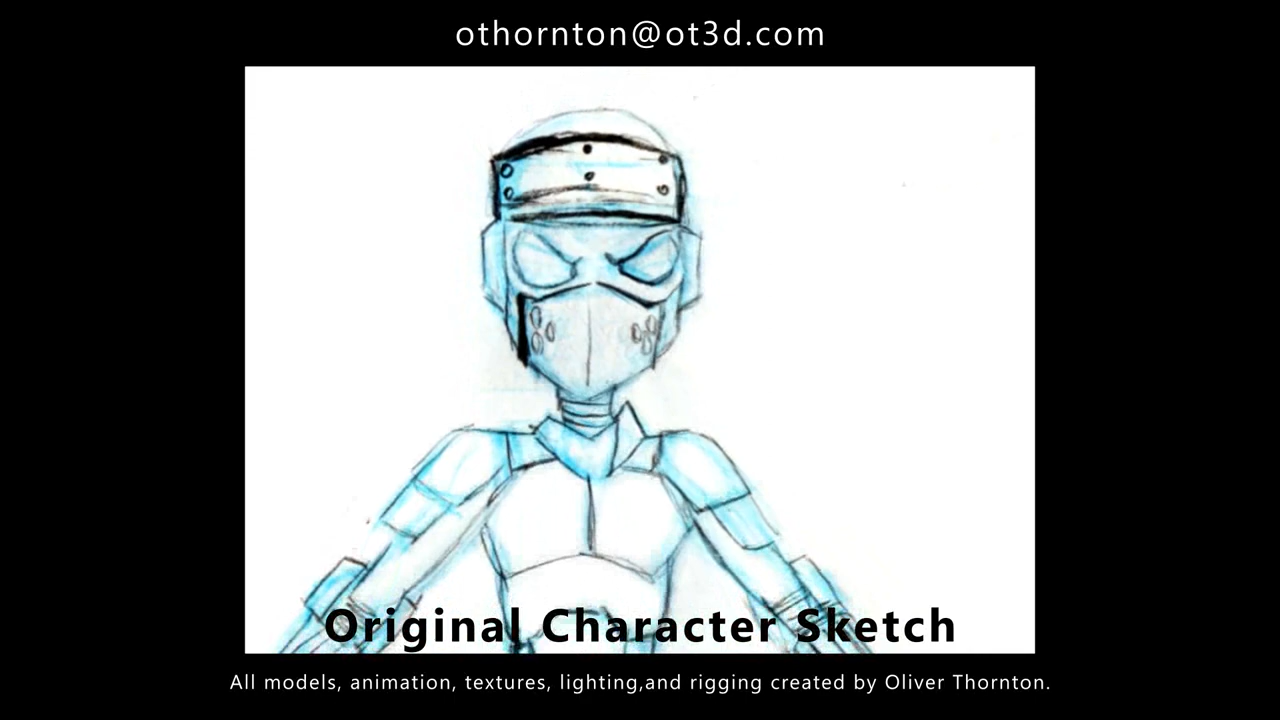 othornton@ot3d.com
Original Character Sketch
All models, animation, textures, lighting,and rigging created by Oliver Thornton.